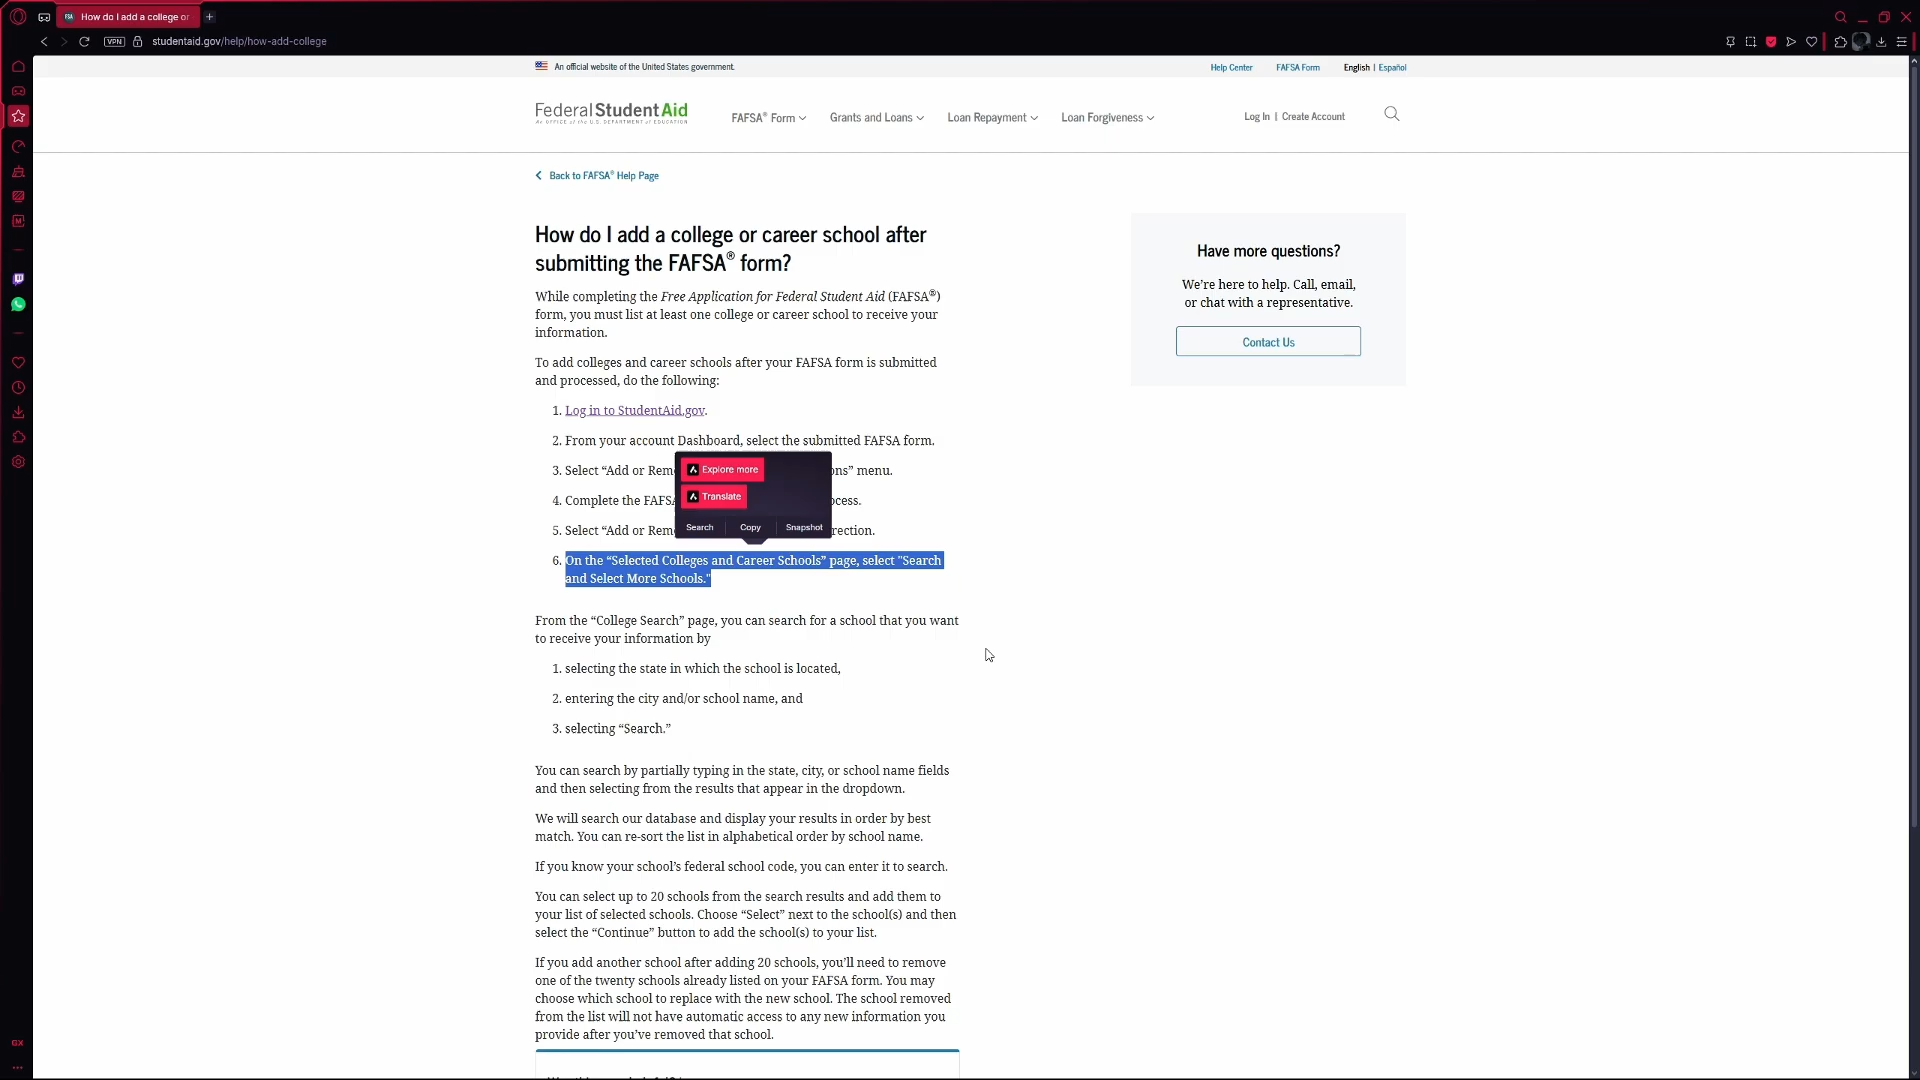 How do I add a college or
VPN
studentaid.gov/help/how-add-college
An official website of the United States government.
Help Center
FAFSA Form
English | Español
Federal StudentAid
An OFFICE of the U.S. DEPARTMENT of EDUCATION
FAFSA® Form
Grants and Loans
Loan Repayment
Loan Forgiveness
Log In | Create Account
Back to FAFSA® Help Page
How do I add a college or career school after
submitting the FAFSA® form?
While completing the Free Application for Federal Student Aid (FAFSA®)
form, you must list at least one college or career school to receive your
information.
To add colleges and career schools after your FAFSA form is submitted
and processed, do the following:
1. Log in to StudentAid.gov.
2. From your account Dashboard, select the submitted FAFSA form.
3. Select “Add or Rem
ons” menu.
4. Complete the FAFSA
ocess.
5. Select “Add or Rem
rrection.
Explore more
Translate
Search
Copy
Snapshot
6. On the “Selected Colleges and Career Schools” page, select "Search
and Select More Schools."
From the “College Search” page, you can search for a school that you want
to receive your information by
1. selecting the state in which the school is located,
2. entering the city and/or school name, and
3. selecting “Search.”
You can search by partially typing in the state, city, or school name fields
and then selecting from the results that appear in the dropdown.
We will search our database and display your results in order by best
match. You can re-sort the list in alphabetical order by school name.
If you know your school’s federal school code, you can enter it to search.
You can select up to 20 schools from the search results and add them to
your list of selected schools. Choose “Select” next to the school(s) and then
select the “Continue” button to add the school(s) to your list.
If you add another school after adding 20 schools, you’ll need to remove
one of the twenty schools already listed on your FAFSA form. You may
choose which school to replace with the new school. The school removed
from the list will not have automatic access to any new information you
provide after you’ve removed that school.
Have more questions?
We’re here to help. Call, email,
or chat with a representative.
Contact Us
GX